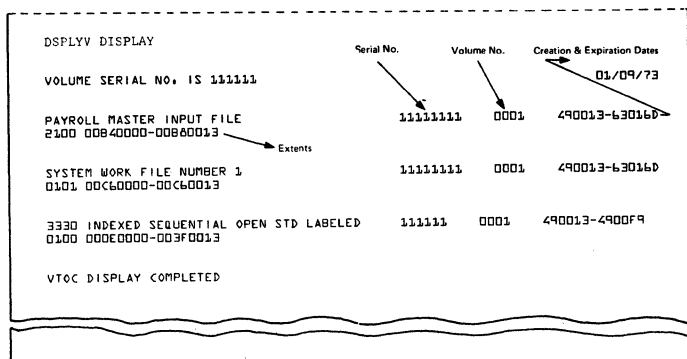 DSPLYV DISPLAY
Serial No. Volume No. Creation & Expiration Dates
VOLUME SERIAL NO. IS 111111 01/09/73
PAYROLL MASTER INPUT FILE 11111111 0001 490013-63016D
2100 00B40000-00B80013 Extents
SYSTEM WORK FILE NUMBER 1 11111111 0001 490013-63016D
0101 00C60000-00C60013
3330 INDEXED SEQUENTIAL OPEN STD LABELED 111111 0001 490013-4900F9
0100 000E0000-003F0013
VTOC DISPLAY COMPLETED